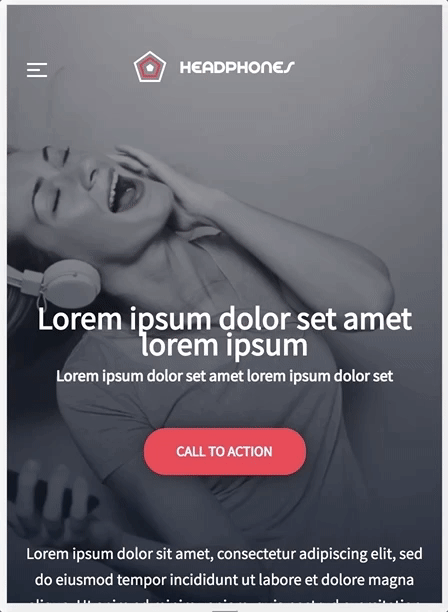 HEADPHONES
Lorem ipsum dolor set amet
lorem ipsum
Lorem ipsum dolor set amet lorem ipsum dolor set
CALL TO ACTION
Lorem ipsum dolor sit amet, consectetur adipiscing elit, sed
do eiusmod tempor incididunt ut labore et dolore magna